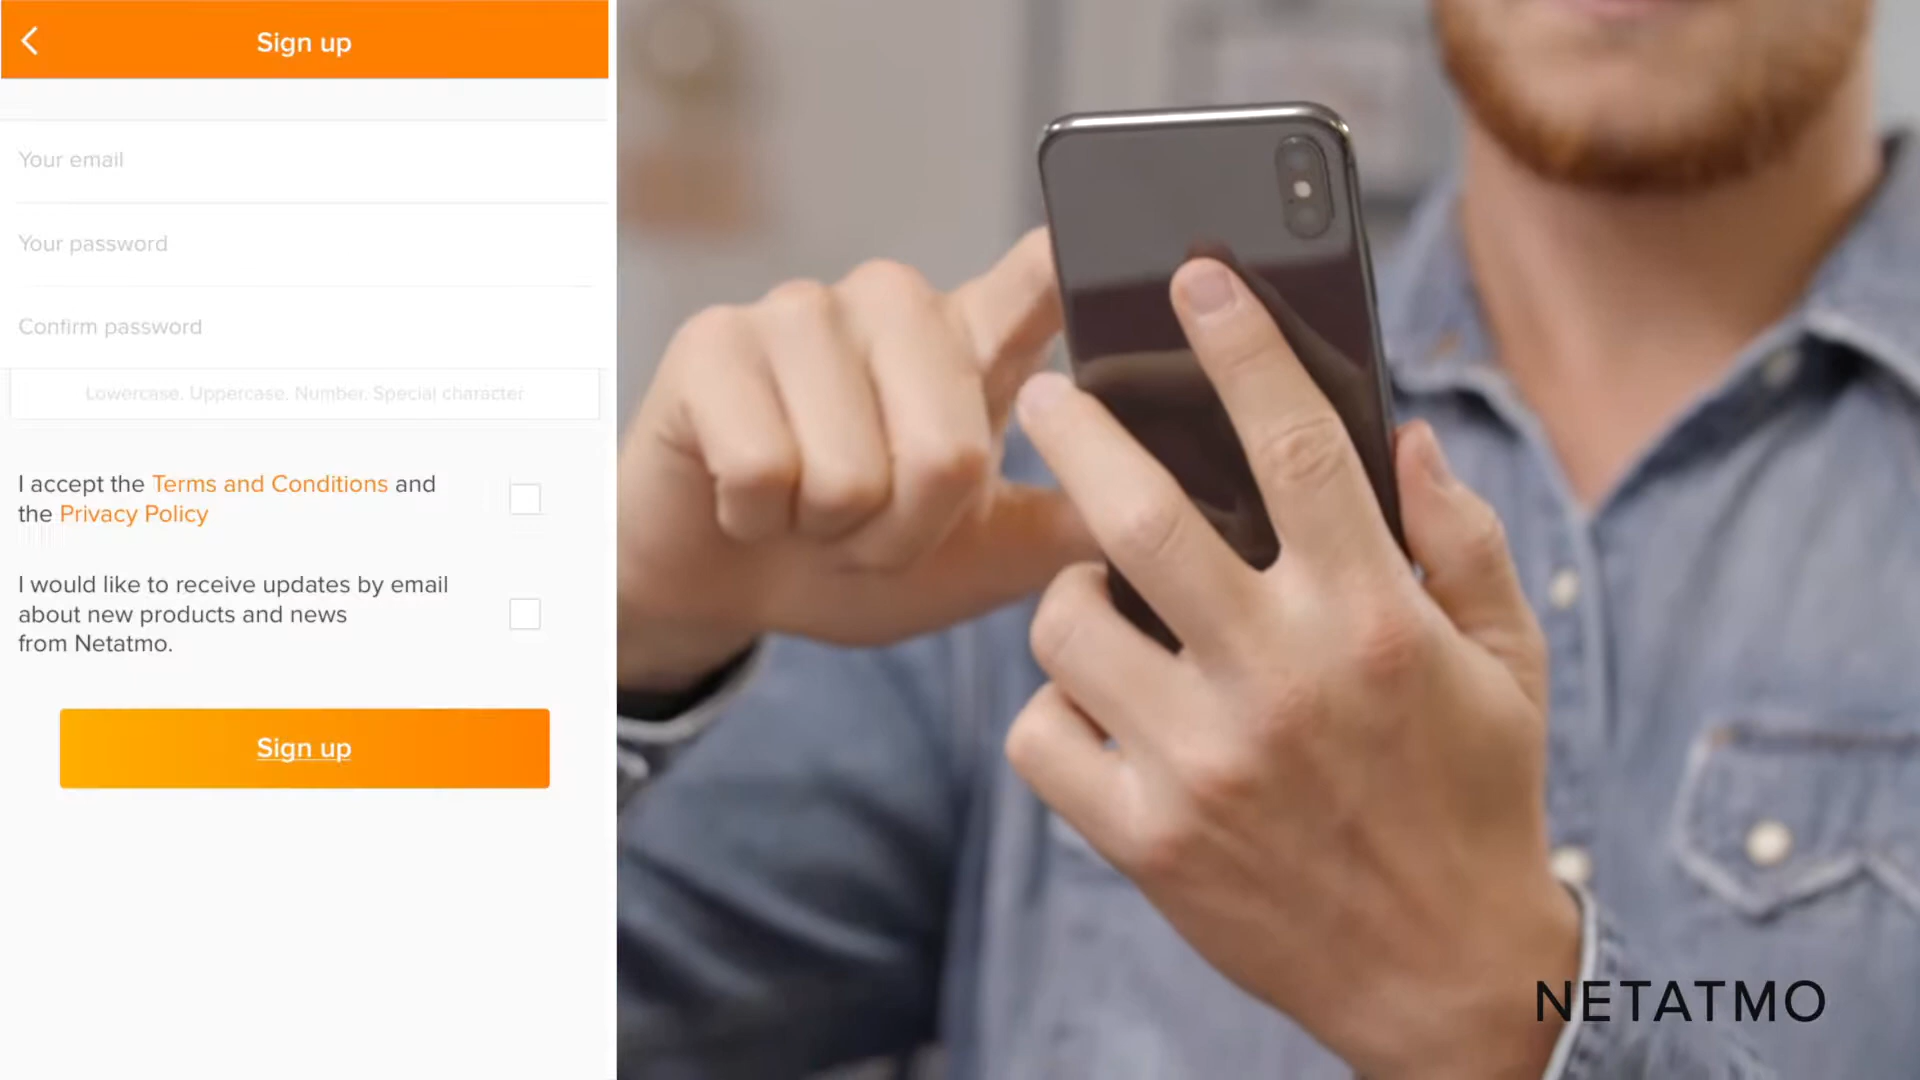 Sign up
Your email
Your password
Confirm password
Lowercase, Uppercase, Number, Special character
I accept the Terms and Conditions and
the Privacy Policy
I would like to receive updates by email
about new products and news
from Netatmo.
Sign up
NETATMO